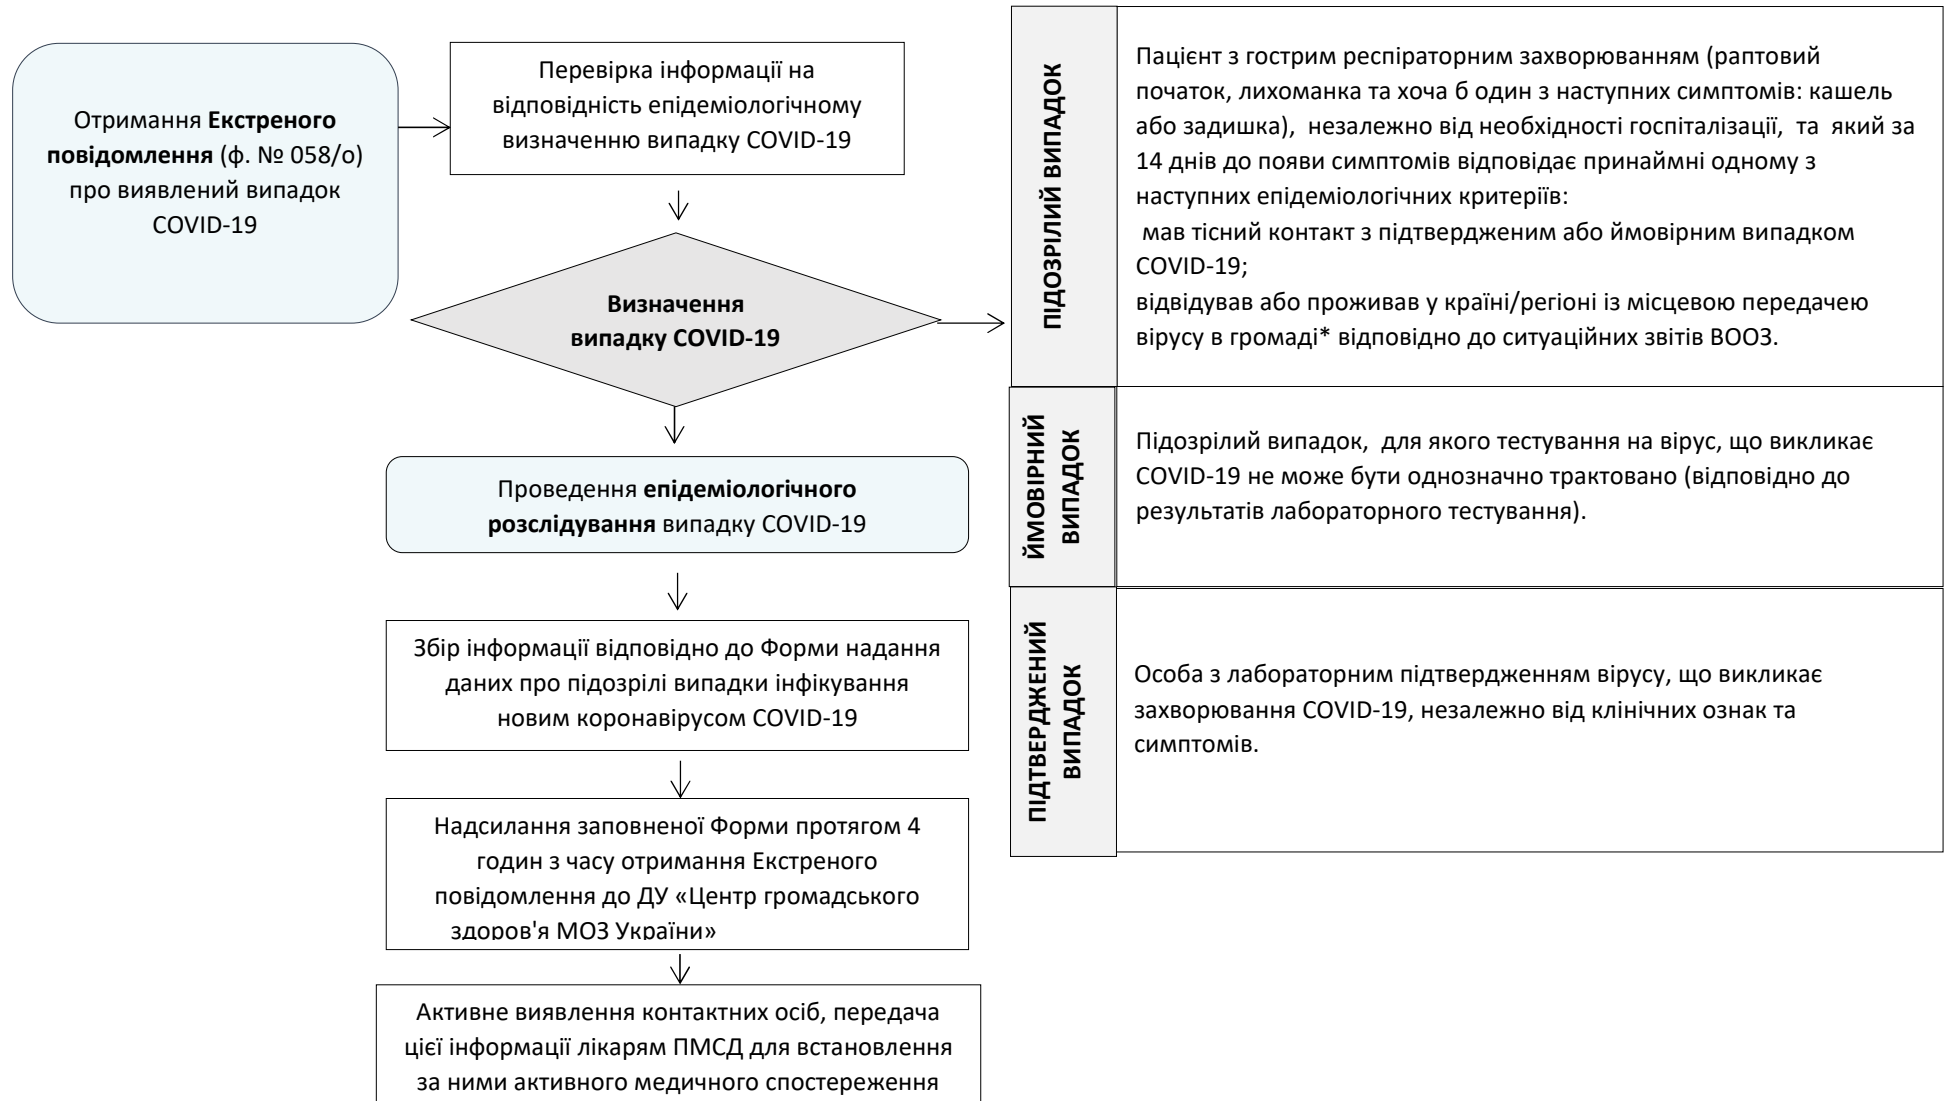 Отримання Екстреного
повідомлення (ф. № 058/о)
про виявлений випадок
COVID-19
Перевірка інформації на
відповідність епідеміологічному
визначенню випадку COVID-19
Визначення
випадку COVID-19
Проведення епідеміологічного
розслідування випадку COVID-19
Збір інформації відповідно до Форми надання
даних про підозрілі випадки інфікування
новим коронавірусом COVID-19
Надсилання заповненої Форми протягом 4
годин з часу отримання Екстреного
повідомлення до ДУ «Центр громадського
здоров'я МОЗ України»
Активне виявлення контактних осіб, передача
цієї інформації лікарям ПМСД для встановлення
за ними активного медичного спостереження
ПІДОЗРІЛИЙ ВИПАДОК
Пацієнт з гострим респіраторним захворюванням (раптовий
початок, лихоманка та хоча б один з наступних симптомів: кашель
або задишка), незалежно від необхідності госпіталізації, та який за
14 днів до появи симптомів відповідає принаймні одному з
наступних епідеміологічних критеріїв:
мав тісний контакт з підтвердженим або ймовірним випадком
COVID-19;
відвідував або проживав у країні/регіоні із місцевою передачею
вірусу в громаді* відповідно до ситуаційних звітів ВООЗ.
ЙМОВІРНИЙ
ВИПАДОК
Підозрілий випадок, для якого тестування на вірус, що викликає
COVID-19 не може бути однозначно трактовано (відповідно до
результатів лабораторного тестування).
ПІДТВЕРДЖЕНИЙ
ВИПАДОК
Особа з лабораторним підтвердженням вірусу, що викликає
захворювання COVID-19, незалежно від клінічних ознак та
симптомів.